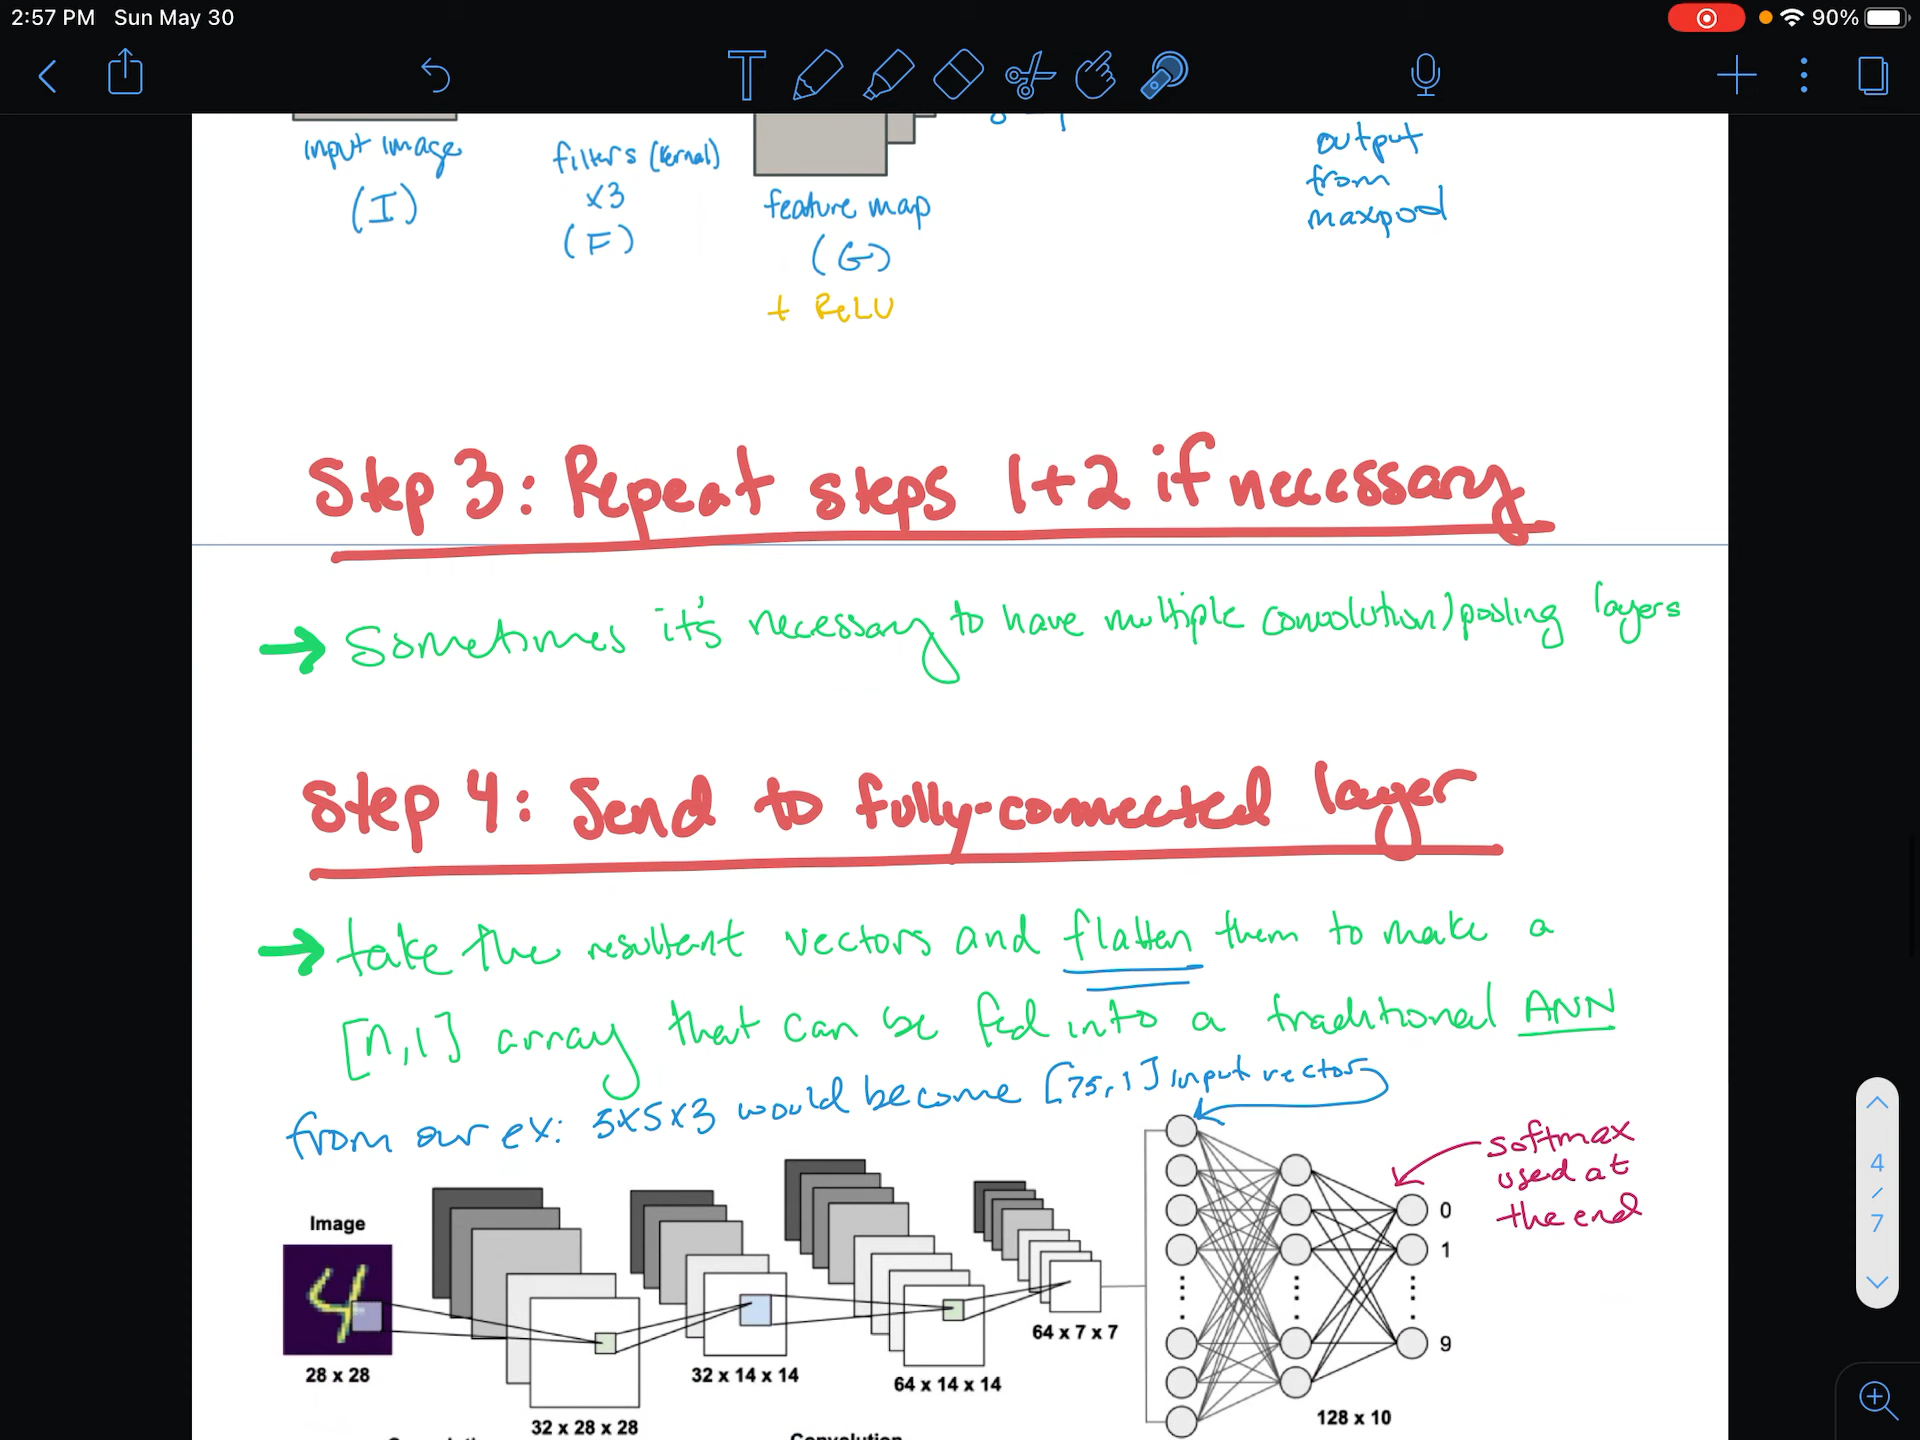 2:57 PM Sun May 30
90%
input image
(I)
filters (kernal)
x3
(F)
feature map
(G)
+ ReLU
output
from
maxpool
Step 3: Repeat steps 1+2 if necessary
→ Sometimes it's necessary to have multiple convolution/pooling layers
Step 4: Send to fully-connected layer
→ take the resultant vectors and flatten them to make a
[n,1] array that can be fed into a traditional ANN
from our ex: 5x5x3 would become [75,1] input vector
softmax
used at
the end
Image
28 x 28
32 x 28 x 28
32 x 14 x 14
64 x 14 x 14
64 x 7 x 7
0
1
9
128 x 10
Convolution
4
/
7